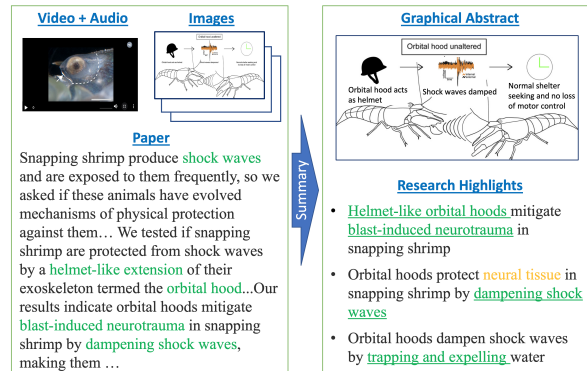 Video + Audio
Images
Orbital hood unaltered
Paper
Snapping shrimp produce shock waves
and are exposed to them frequently, so we
asked if these animals have evolved
mechanisms of physical protection
against them… We tested if snapping
shrimp are protected from shock waves
by a helmet-like extension of their
exoskeleton termed the orbital hood...Our
results indicate orbital hoods mitigate
blast-induced neurotrauma in snapping
shrimp by dampening shock waves,
making them …
Summary
Graphical Abstract
Orbital hood unaltered
Orbital hood acts
as helmet
Shock waves damped
Normal shelter
seeking and no loss
of motor control
Research Highlights
• Helmet-like orbital hoods mitigate
blast-induced neurotrauma in
snapping shrimp
• Orbital hoods protect neural tissue in
snapping shrimp by dampening shock
waves
• Orbital hoods dampen shock waves
by trapping and expelling water